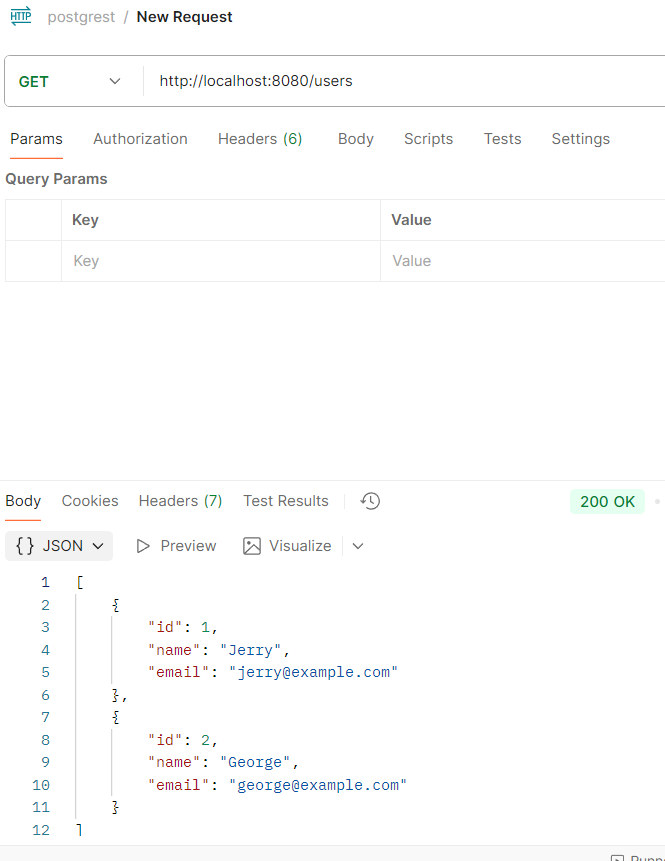 HTTP postgrest / New Request
GET http://localhost:8080/users
Params Authorization Headers (6) Body Scripts Tests Settings
Query Params
Key Value
Key Value
Body Cookies Headers (7) Test Results 200 OK
{} JSON Preview Visualize
1 [
2 {
3 "id": 1,
4 "name": "Jerry",
5 "email": "jerry@example.com"
6 },
7 {
8 "id": 2,
9 "name": "George",
10 "email": "george@example.com"
11 }
12 ]